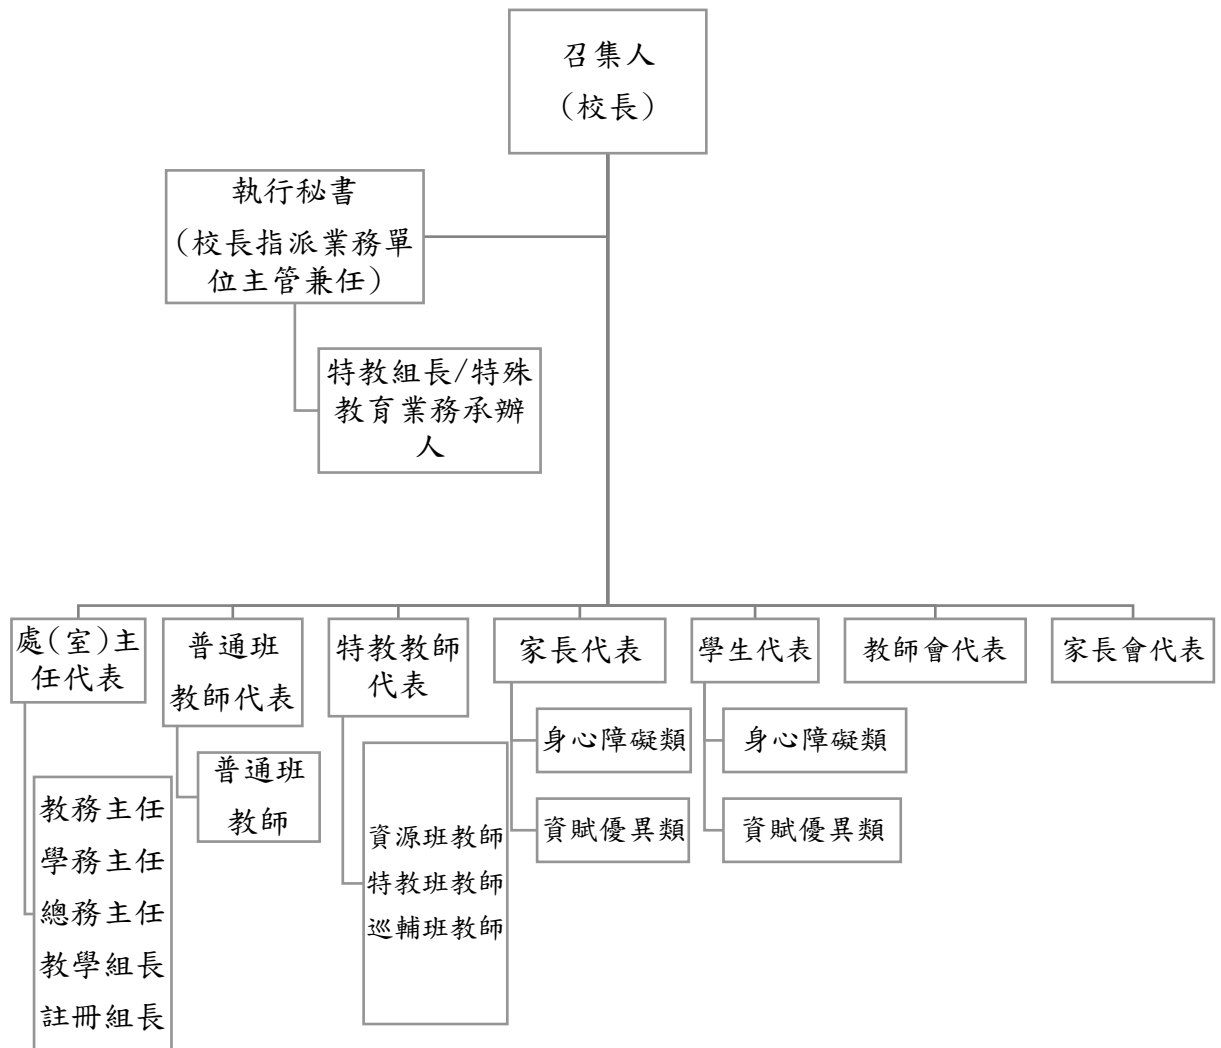 召集人
（校長）
執行秘書
（校長指派業務單
位主管兼任）
特教組長/特殊
教育業務承辦
人
處(室)主
任代表
教務主任
學務主任
總務主任
教學組長
註冊組長
普通班
教師代表
普通班
教師
特教教師
代表
資源班教師
特教班教師
巡輔班教師
家長代表
身心障礙類
資賦優異類
學生代表
身心障礙類
資賦優異類
教師會代表
家長會代表